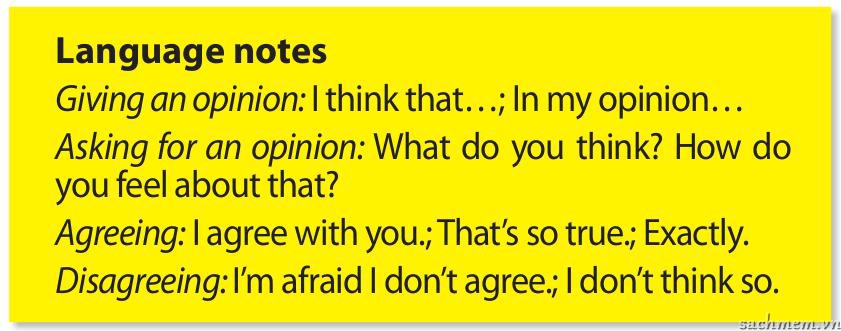 Language notes
Giving an opinion: I think that…; In my opinion…
Asking for an opinion: What do you think? How do
you feel about that?
Agreeing: I agree with you.; That's so true.; Exactly.
Disagreeing: I'm afraid I don't agree.; I don't think so.
sachmem.vn